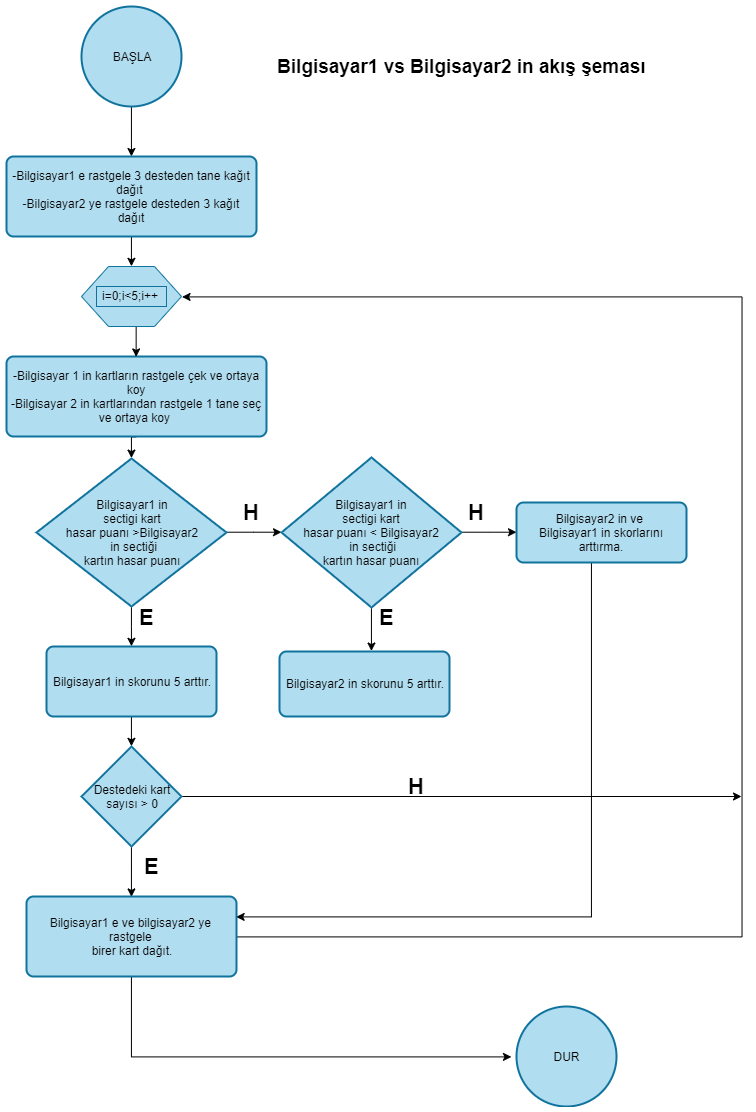 BAŞLA
Bilgisayar1 vs Bilgisayar2 in akış şeması
-Bilgisayar1 e rastgele 3 desteden tane kağıt
dağıt
-Bilgisayar2 ye rastgele desteden 3 kağıt
dağıt
i=0;i<5;i++
-Bilgisayar 1 in kartların rastgele çek ve ortaya
koy
-Bilgisayar 2 in kartlarından rastgele 1 tane seç
ve ortaya koy
Bilgisayar1 in
sectigi kart
hasar puanı >Bilgisayar2
in sectiği
kartın hasar puanı
H
Bilgisayar1 in
sectigi kart
hasar puanı < Bilgisayar2
in sectiği
kartın hasar puanı
H
Bilgisayar2 in ve
Bilgisayar1 in skorlarını
arttırma.
E
E
Bilgisayar1 in skorunu 5 arttır.
Bilgisayar2 in skorunu 5 arttır.
Destedeki kart
sayısı > 0
H
E
Bilgisayar1 e ve bilgisayar2 ye
rastgele
birer kart dağıt.
DUR